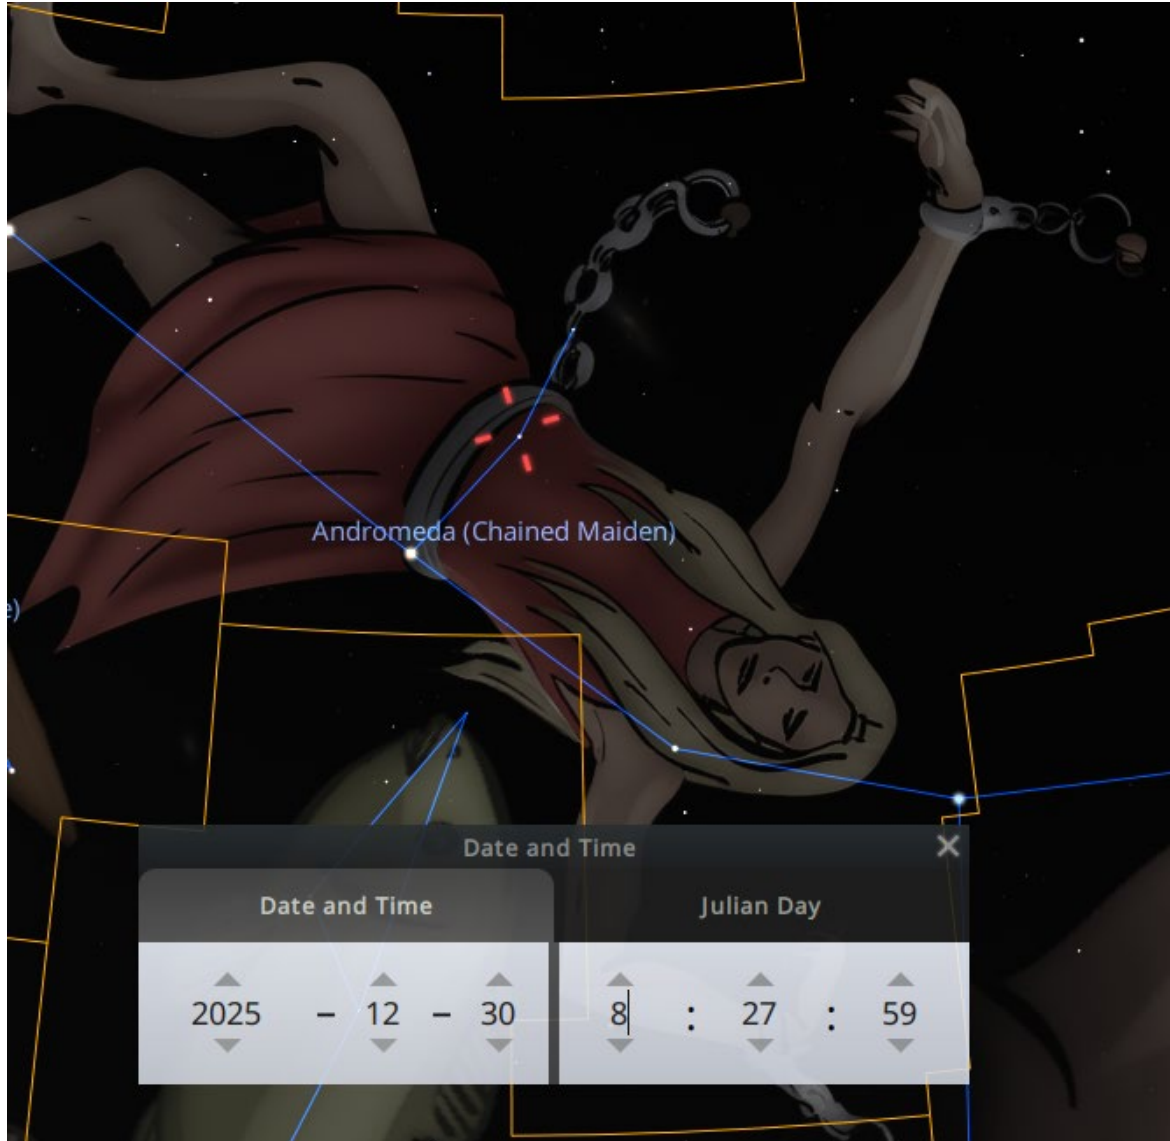 Andromeda (Chained Maiden)
e)
Date and Time
Date and Time
Julian Day
2025 - 12 - 30
8 : 27 : 59